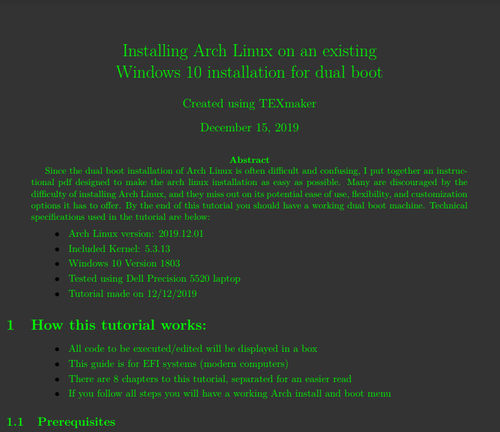 Installing Arch Linux on an existing
Windows 10 installation for dual boot
Created using TEXmaker
December 15, 2019
Abstract
Since the dual boot installation of Arch Linux is often difficult and confusing, I put together an instruc-
tional pdf designed to make the arch linux installation as easy as possible. Many are discouraged by the
difficulty of installing Arch Linux, and they miss out on its potential ease of use, flexibility, and customization
options it has to offer. By the end of this tutorial you should have a working dual boot machine. Technical
specifications used in the tutorial are below:
• Arch Linux version: 2019.12.01
• Included Kernel: 5.3.13
• Windows 10 Version 1803
• Tested using Dell Precision 5520 laptop
• Tutorial made on 12/12/2019
1 How this tutorial works:
• All code to be executed/edited will be displayed in a box
• This guide is for EFI systems (modern computers)
• There are 8 chapters to this tutorial, separated for an easier read
• If you follow all steps you will have a working Arch install and boot menu
1.1 Prerequisites